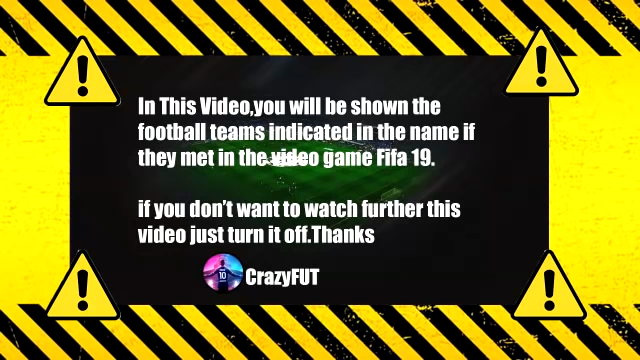 In This Video,you will be shown the
football teams indicated in the name if
they met in the video game Fifa 19.
if you don't want to watch further this
video just turn it off.Thanks
10
CrazyFUT